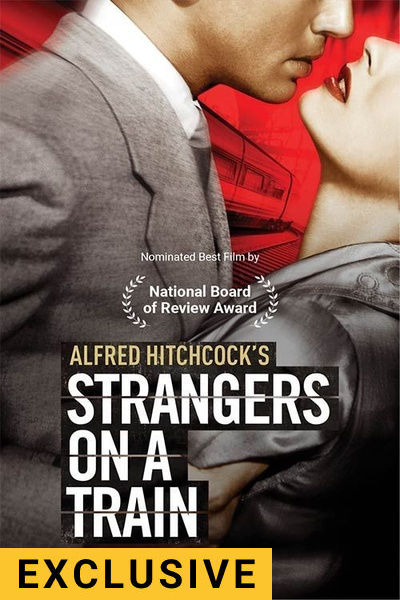 Nominated Best Film by
National Board
of Review Award
ALFRED HITCHCOCK'S
STRANGERS
ON A
TRAIN
EXCLUSIVE